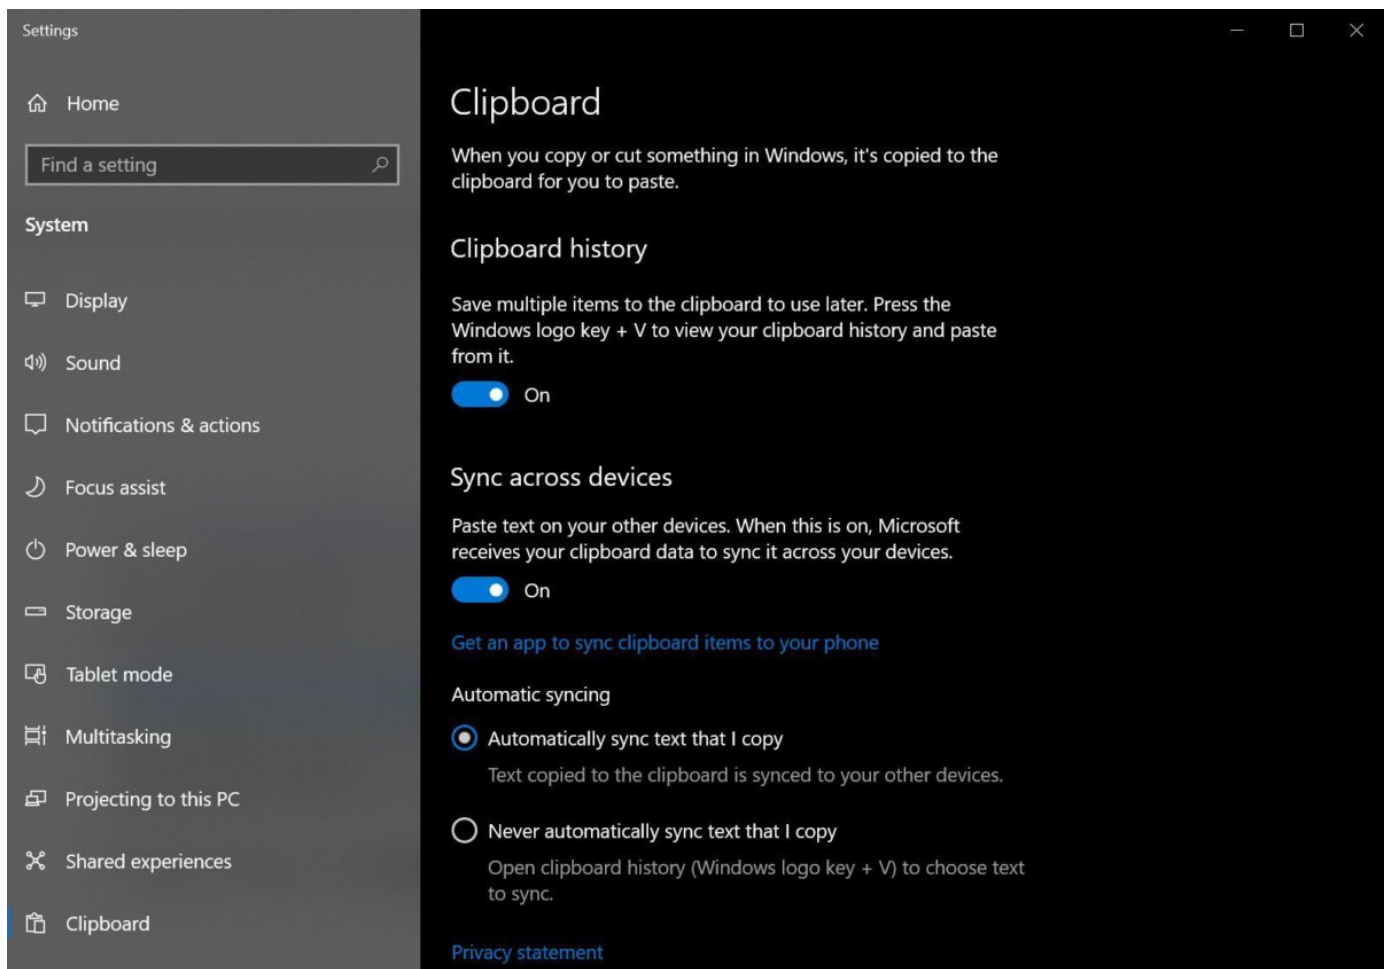 Settings
Home
Find a setting
System
Display
Sound
Notifications & actions
Focus assist
Power & sleep
Storage
Tablet mode
Multitasking
Projecting to this PC
Shared experiences
Clipboard
Clipboard
When you copy or cut something in Windows, it's copied to the
clipboard for you to paste.
Clipboard history
Save multiple items to the clipboard to use later. Press the
Windows logo key + V to view your clipboard history and paste
from it.
On
Sync across devices
Paste text on your other devices. When this is on, Microsoft
receives your clipboard data to sync it across your devices.
On
Get an app to sync clipboard items to your phone
Automatic syncing
Automatically sync text that I copy
Text copied to the clipboard is synced to your other devices.
Never automatically sync text that I copy
Open clipboard history (Windows logo key + V) to choose text
to sync.
Privacy statement